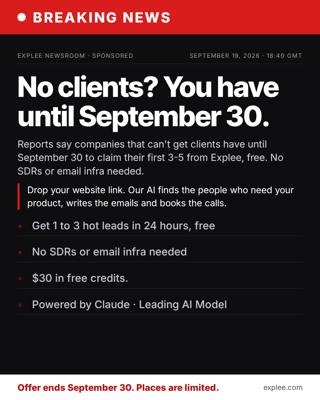 BREAKING NEWS
EXPLEE NEWSROOM · SPONSORED
SEPTEMBER 19, 2026 · 18:40 GMT
No clients? You have
until September 30.
Reports say companies that can't get clients have until
September 30 to claim their first 3-5 from Explee, free. No
SDRs or email infra needed.
Drop your website link. Our AI finds the people who need your
product, writes the emails and books the calls.
Get 1 to 3 hot leads in 24 hours, free
No SDRs or email infra needed
$30 in free credits.
Powered by Claude · Leading AI Model
Offer ends September 30. Places are limited.
explee.com